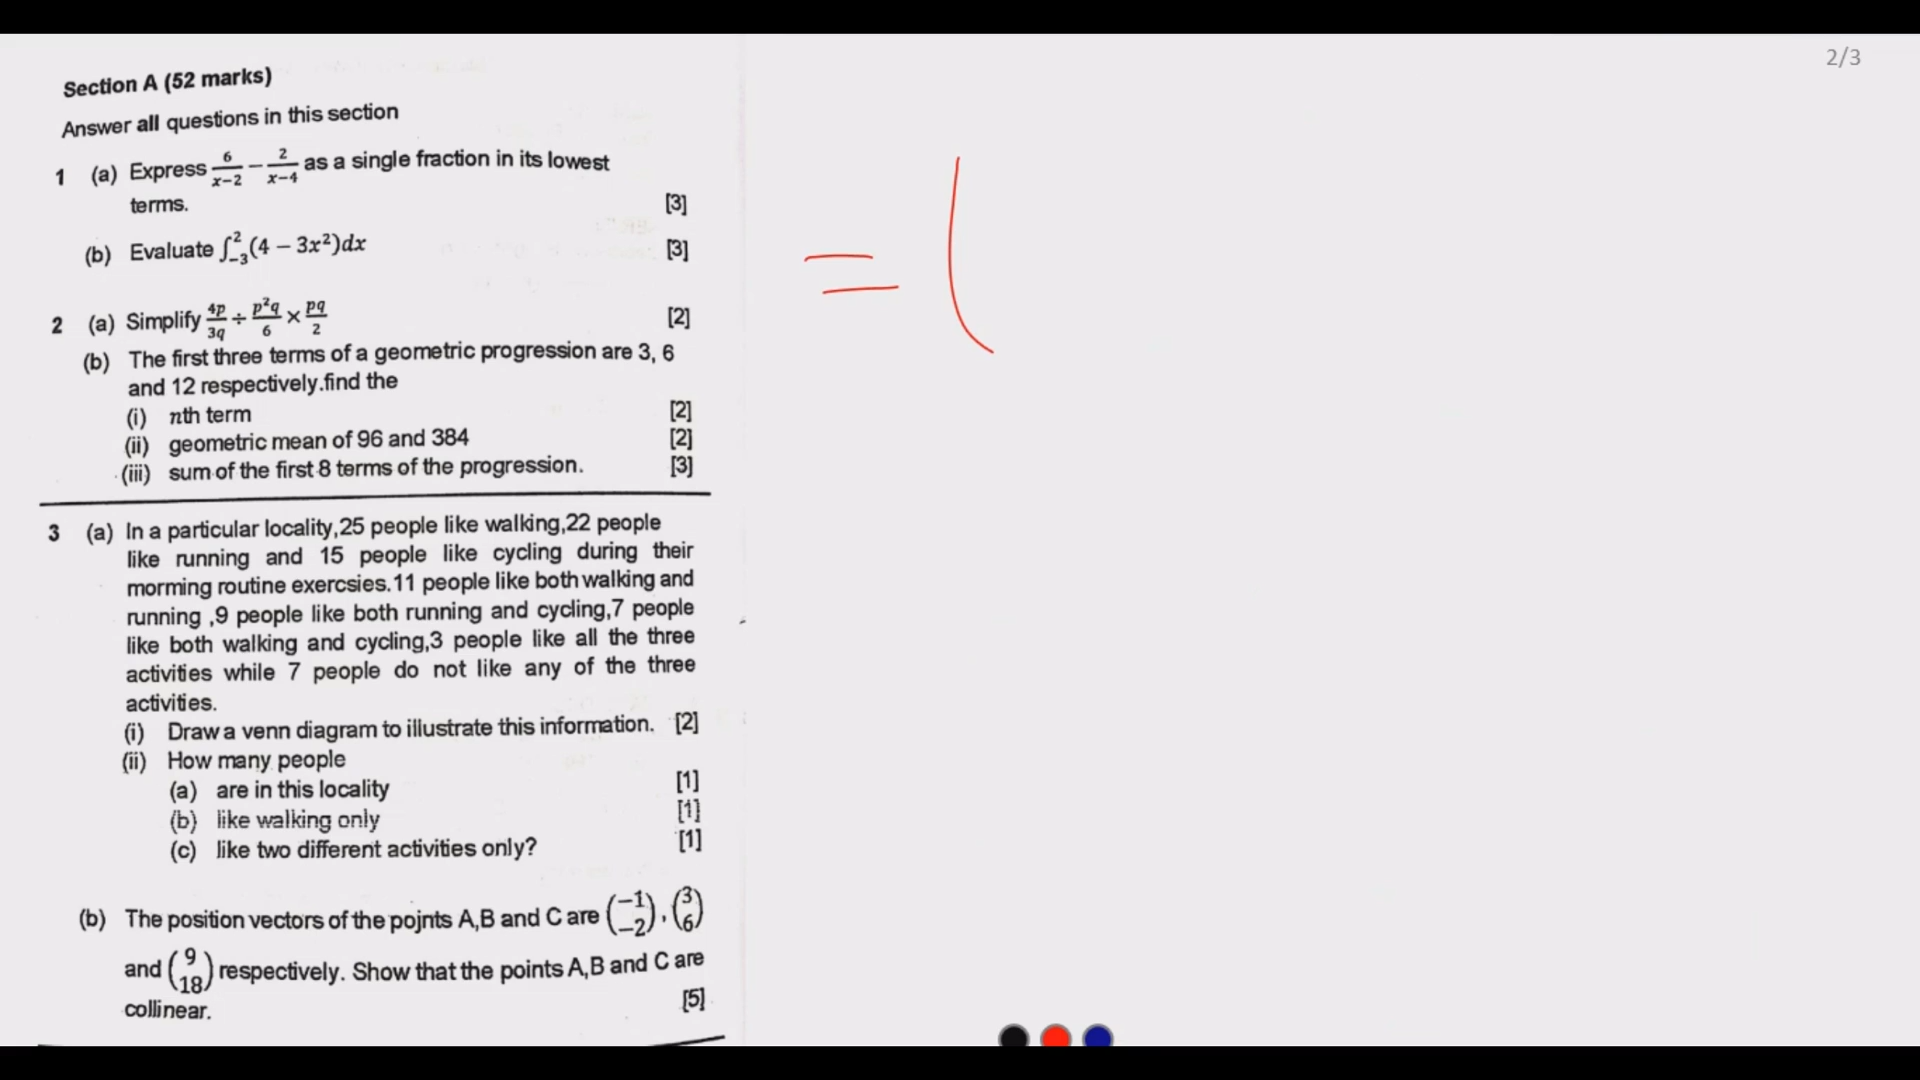 2/3
Section A (52 marks)
Answer all questions in this section
1 (a) Express 6/(x−2) − 2/(x−4) as a single fraction in its lowest
terms. [3]
(b) Evaluate ∫₋₃² (4 − 3x²)dx [3]
2 (a) Simplify 4p/3q ÷ p²q/6 × pq/2 [2]
(b) The first three terms of a geometric progression are 3, 6
and 12 respectively.find the
(i) nth term [2]
(ii) geometric mean of 96 and 384 [2]
(iii) sum of the first 8 terms of the progression. [3]
3 (a) In a particular locality,25 people like walking,22 people
like running and 15 people like cycling during their
morming routine exercsies.11 people like both walking and
running ,9 people like both running and cycling,7 people
like both walking and cycling,3 people like all the three
activities while 7 people do not like any of the three
activities.
(i) Draw a venn diagram to illustrate this information. [2]
(ii) How many people
(a) are in this locality [1]
(b) like walking only [1]
(c) like two different activities only? [1]
(b) The position vectors of the pojnts A,B and C are (−1 −2), (3 6)
and (9 18) respectively. Show that the points A,B and C are
collinear. [5]
= (